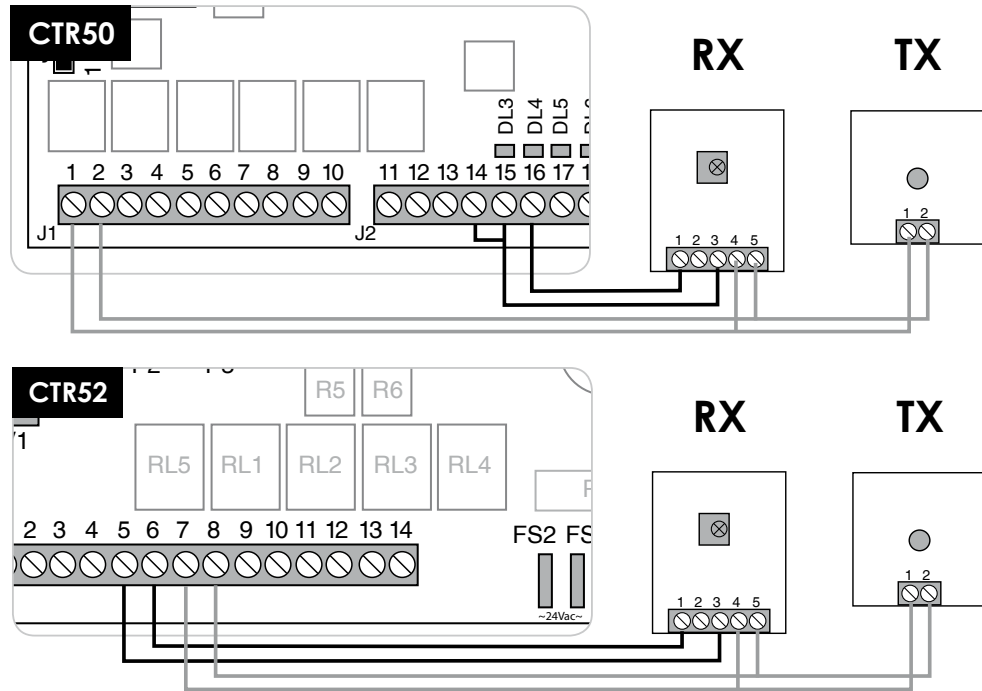 CTR50
RX
TX
1
DL3
DL4
DL5
1 2 3 4 5 6 7 8 9 10
11 12 13 14 15 16 17
J1
J2
1 2 3 4 5
1 2
CTR52
RX
TX
R5
R6
RL5
RL1
RL2
RL3
RL4
2 3 4 5 6 7 8 9 10 11 12 13 14
FS2 FS
~24Vac~
1 2 3 4 5
1 2